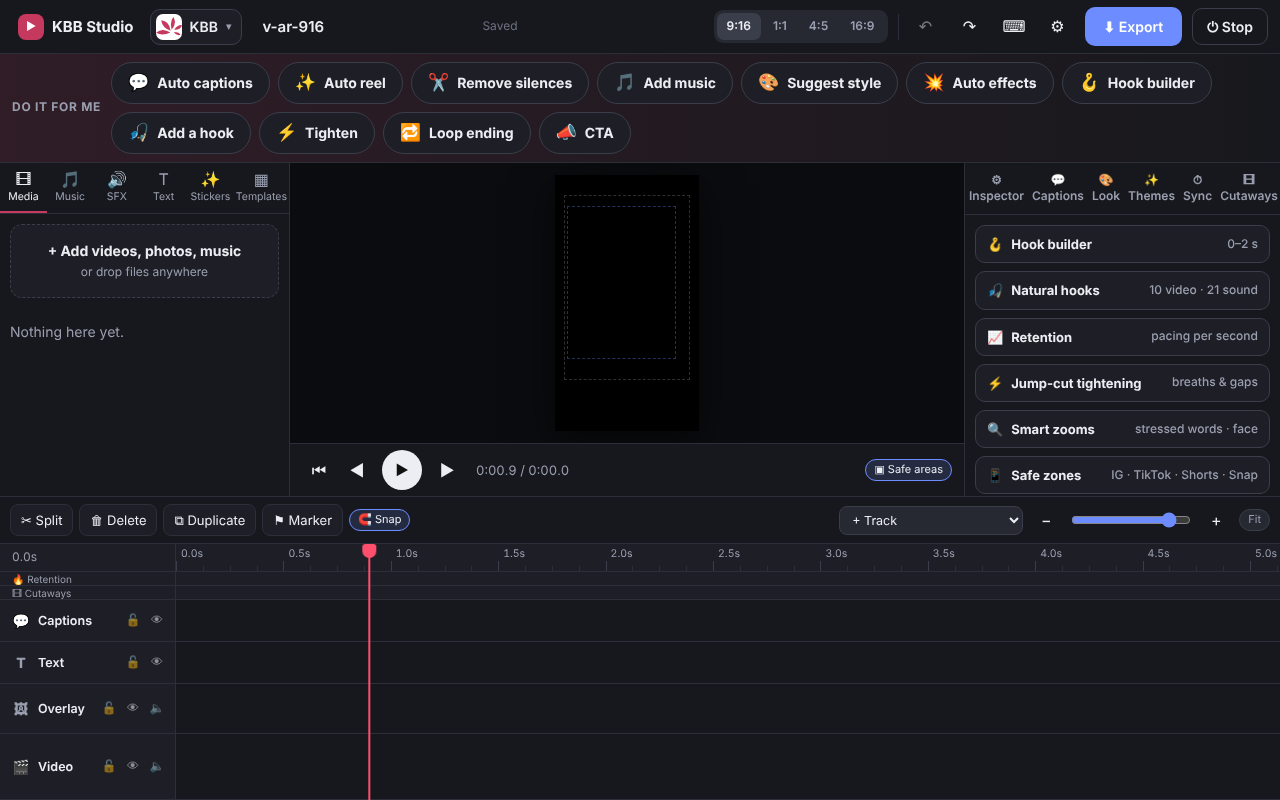 KBB Studio
KBB
v-ar-916
Saved
9:16 1:1 4:5 16:9
Export
Stop
DO IT FOR ME
Auto captions
Auto reel
Remove silences
Add music
Suggest style
Auto effects
Hook builder
Add a hook
Tighten
Loop ending
CTA
Media Music SFX Text Stickers Templates
+ Add videos, photos, music
or drop files anywhere
Nothing here yet.
0:00.9 / 0:00.0
Safe areas
Inspector Captions Look Themes Sync Cutaways
Hook builder 0–2 s
Natural hooks 10 video · 21 sound
Retention pacing per second
Jump-cut tightening breaths & gaps
Smart zooms stressed words · face
Safe zones IG · TikTok · Shorts · Snap
Split Delete Duplicate Marker Snap
+ Track − + Fit
0.0s
0.0s 0.5s 1.0s 1.5s 2.0s 2.5s 3.0s 3.5s 4.0s 4.5s 5.0s
Retention
Cutaways
Captions
T Text
Overlay
Video